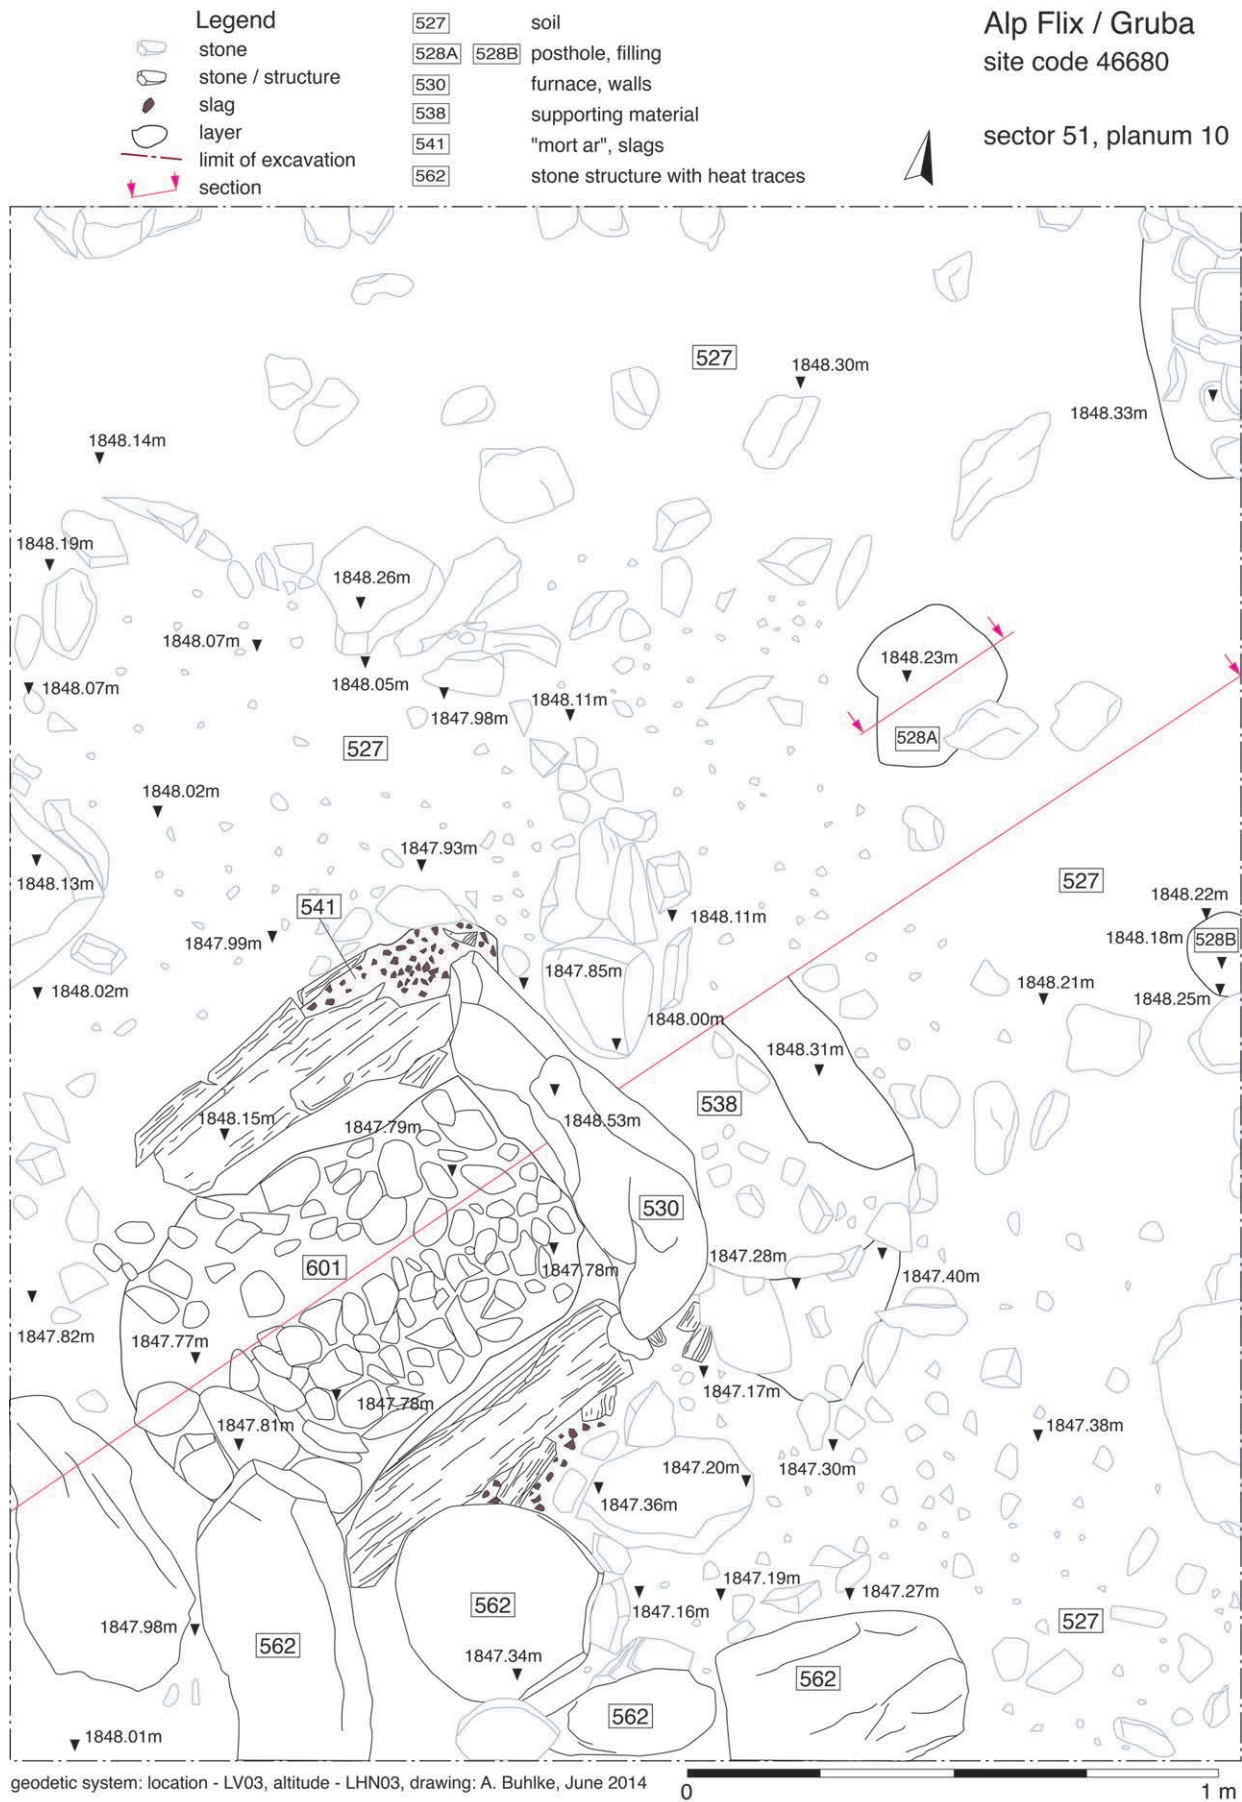 Legend
stone
stone / structure
slag
layer
limit of excavation
section
527 soil
528A 528B posthole, filling
530 furnace, walls
538 supporting material
541 "mort ar", slags
562 stone structure with heat traces
Alp Flix / Gruba
site code 46680
sector 51, planum 10
527
1848.30m
1848.33m
1848.14m
1848.19m
1848.26m
1848.07m
1848.23m
1848.07m
1848.05m
1848.11m
1847.98m
528A
527
1848.02m
1847.93m
1848.13m
527
1848.22m
541
1848.11m
1847.99m
1848.18m
528B
1847.85m
1848.02m
1848.21m
1848.25m
1848.00m
1848.31m
538
1848.15m
1847.79m
1848.53m
530
1847.28m
601
1847.78m
1847.40m
1847.82m
1847.77m
1847.17m
1847.78m
1847.81m
1847.38m
1847.20m
1847.30m
1847.36m
1847.19m
1847.27m
562
1847.16m
1847.98m
527
562
1847.34m
562
562
1848.01m
geodetic system: location - LV03, altitude - LHN03, drawing: A. Buhlke, June 2014
0
1 m